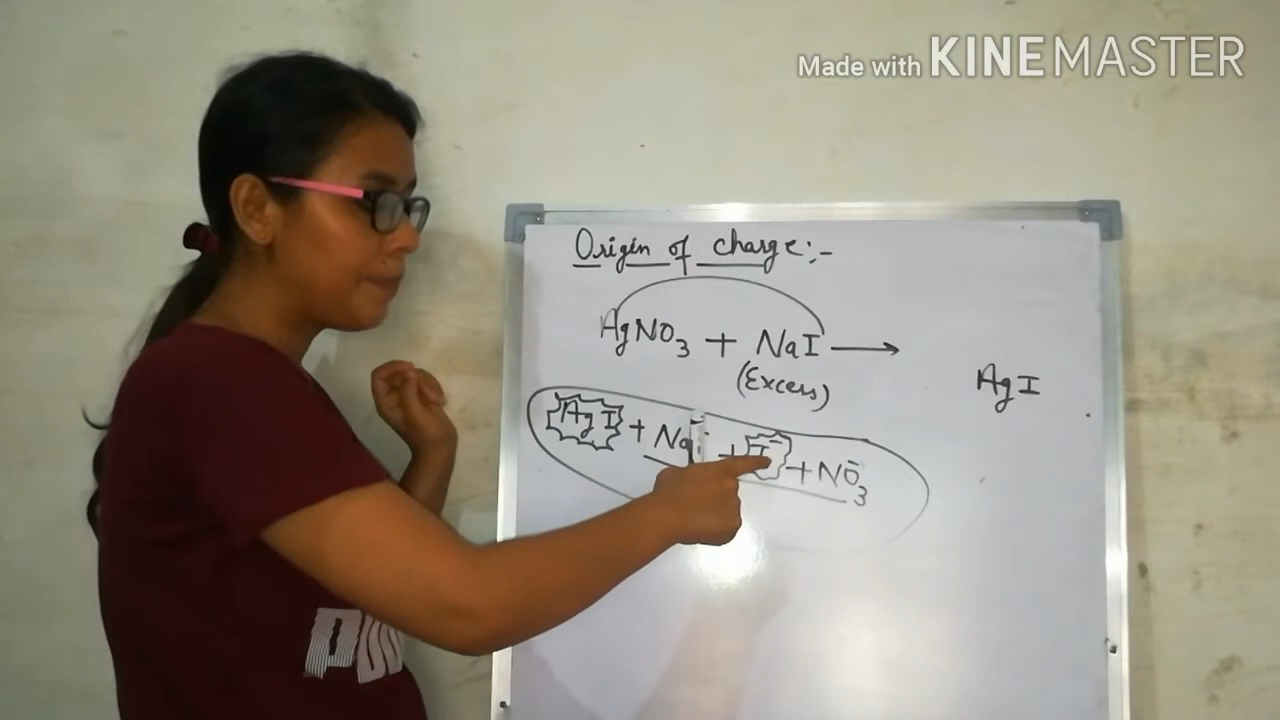 Made with KINEMASTER
Origin of charge:-
AgNO3 + NaI →
(Excess)
AgI
AgI + Na + I⁻ + NO3⁻